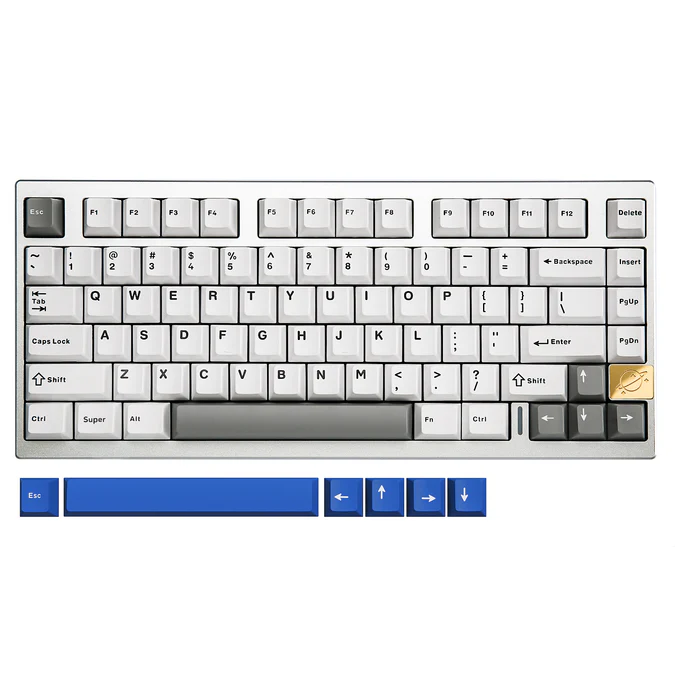 Esc F1 F2 F3 F4 F5 F6 F7 F8 F9 F10 F11 F12 Delete
~ ! @ # $ % ^ & * ( ) — +
` 1 2 3 4 5 6 7 8 9 0 - = ← Backspace Insert
Tab Q W E R T Y U I O P { [ } ] | \ PgUp
Caps Lock A S D F G H J K L : ; " ' Enter PgDn
Shift Z X C V B N M < , > . ? / Shift ↑
Ctrl Super Alt Fn Ctrl ← ↓ →
Esc ← ↑ → ↓